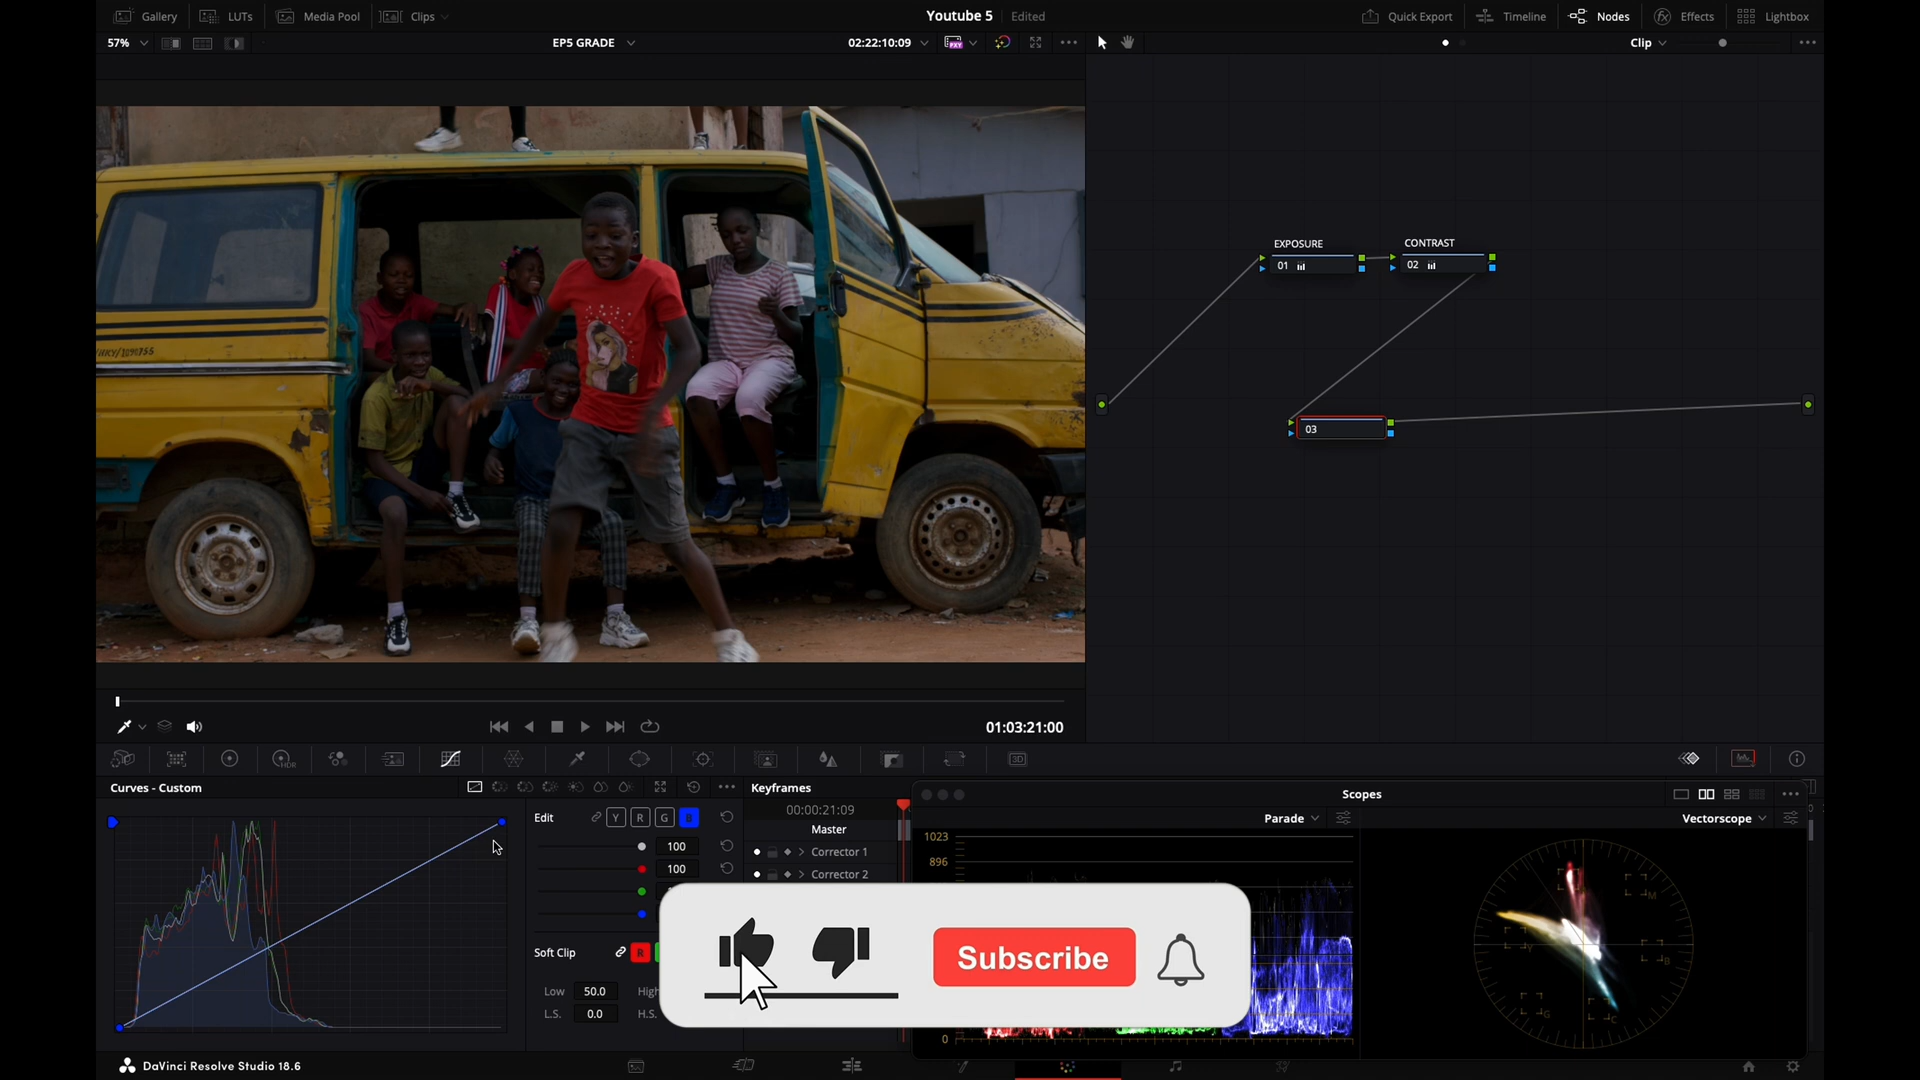 Gallery LUTs Media Pool Clips Youtube 5 Edited Quick Export Timeline Nodes Effects Lightbox
57% EP5 GRADE 02:22:10:09 PXY Clip
EXPOSURE CONTRAST
01 02
03
01:03:21:00
HDR 3D
Curves - Custom Keyframes Scopes
Edit Y R G B 00:00:21:09 Parade Vectorscope
Master
1023
100 Corrector 1
896
100 Corrector 2
M
Y B
G C
Soft Clip R
Subscribe
Low 50.0 High
L.S. 0.0 H.S.
0
DaVinci Resolve Studio 18.6